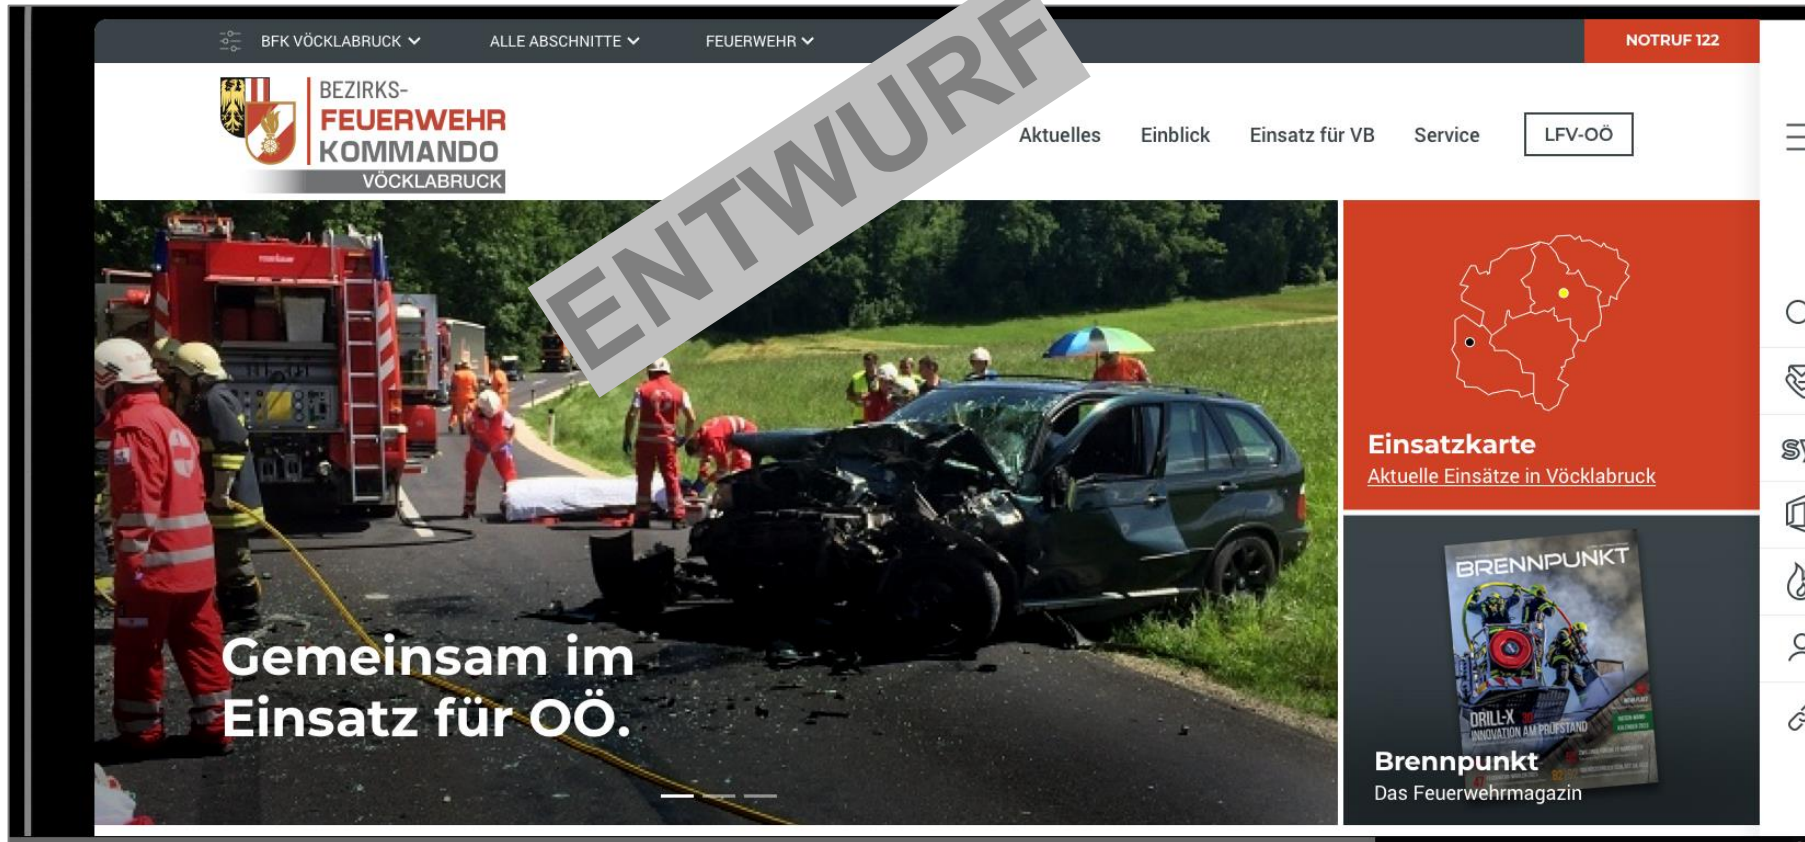 BFK VÖCKLABRUCK
ALLE ABSCHNITTE
FEUERWEHR
NOTRUF 122
BEZIRKS-
FEUERWEHR
KOMMANDO
VÖCKLABRUCK
Aktuelles
Einblick
Einsatz für VB
Service
LFV-OÖ
ENTWURF
Gemeinsam im
Einsatz für OÖ.
Einsatzkarte
Aktuelle Einsätze in Vöcklabruck
BRENNPUNKT
DRILL-X
INNOVATION AM PRÜFSTAND
Brennpunkt
Das Feuerwehrmagazin